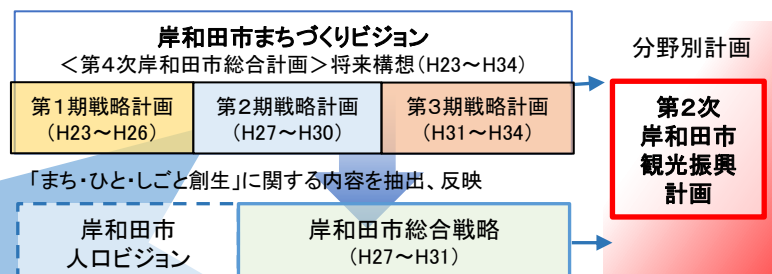 岸和田市まちづくりビジョン
＜第４次岸和田市総合計画＞将来構想（H23～H34）
第１期戦略計画
（H23～H26）
第２期戦略計画
（H27～H30）
第３期戦略計画
（H31～H34）
「まち・ひと・しごと創生」に関する内容を抽出、反映
岸和田市
人口ビジョン
岸和田市総合戦略
（H27～H31）
分野別計画
第２次
岸和田市
観光振興
計画